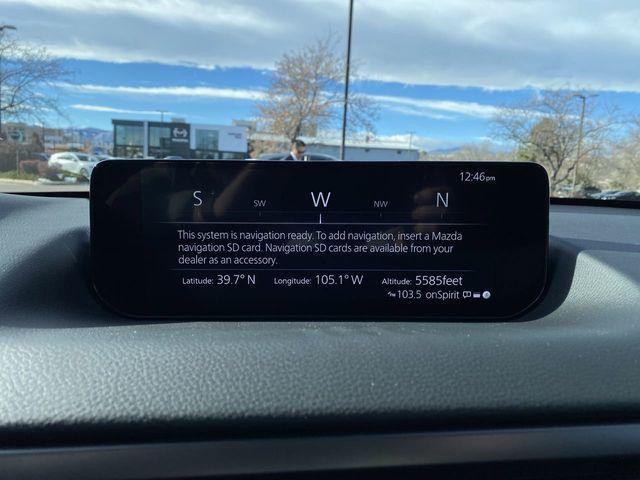 12:46pm
S SW W NW N
This system is navigation ready. To add navigation, insert a Mazda
navigation SD card. Navigation SD cards are available from your
dealer as an accessory.
Latitude: 39.7° N Longitude: 105.1° W Altitude: 5585feet
103.5 onSpirit